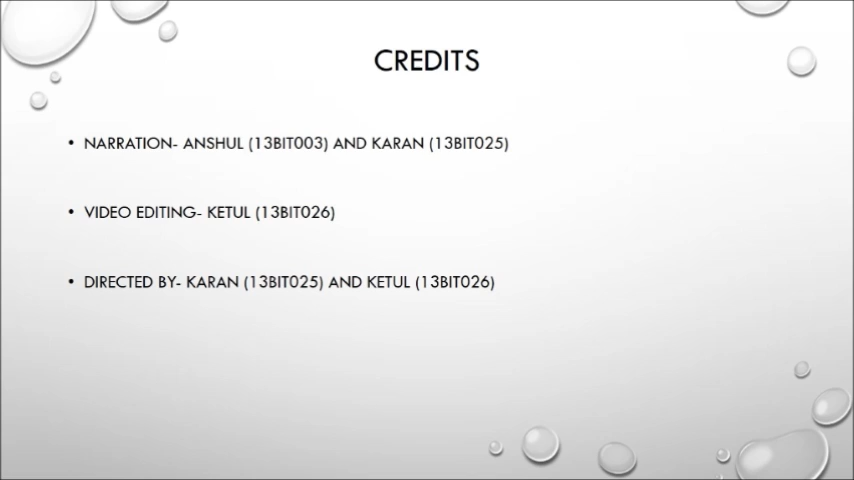 CREDITS
• NARRATION- ANSHUL (13BIT003) AND KARAN (13BIT025)
• VIDEO EDITING- KETUL (13BIT026)
• DIRECTED BY- KARAN (13BIT025) AND KETUL (13BIT026)